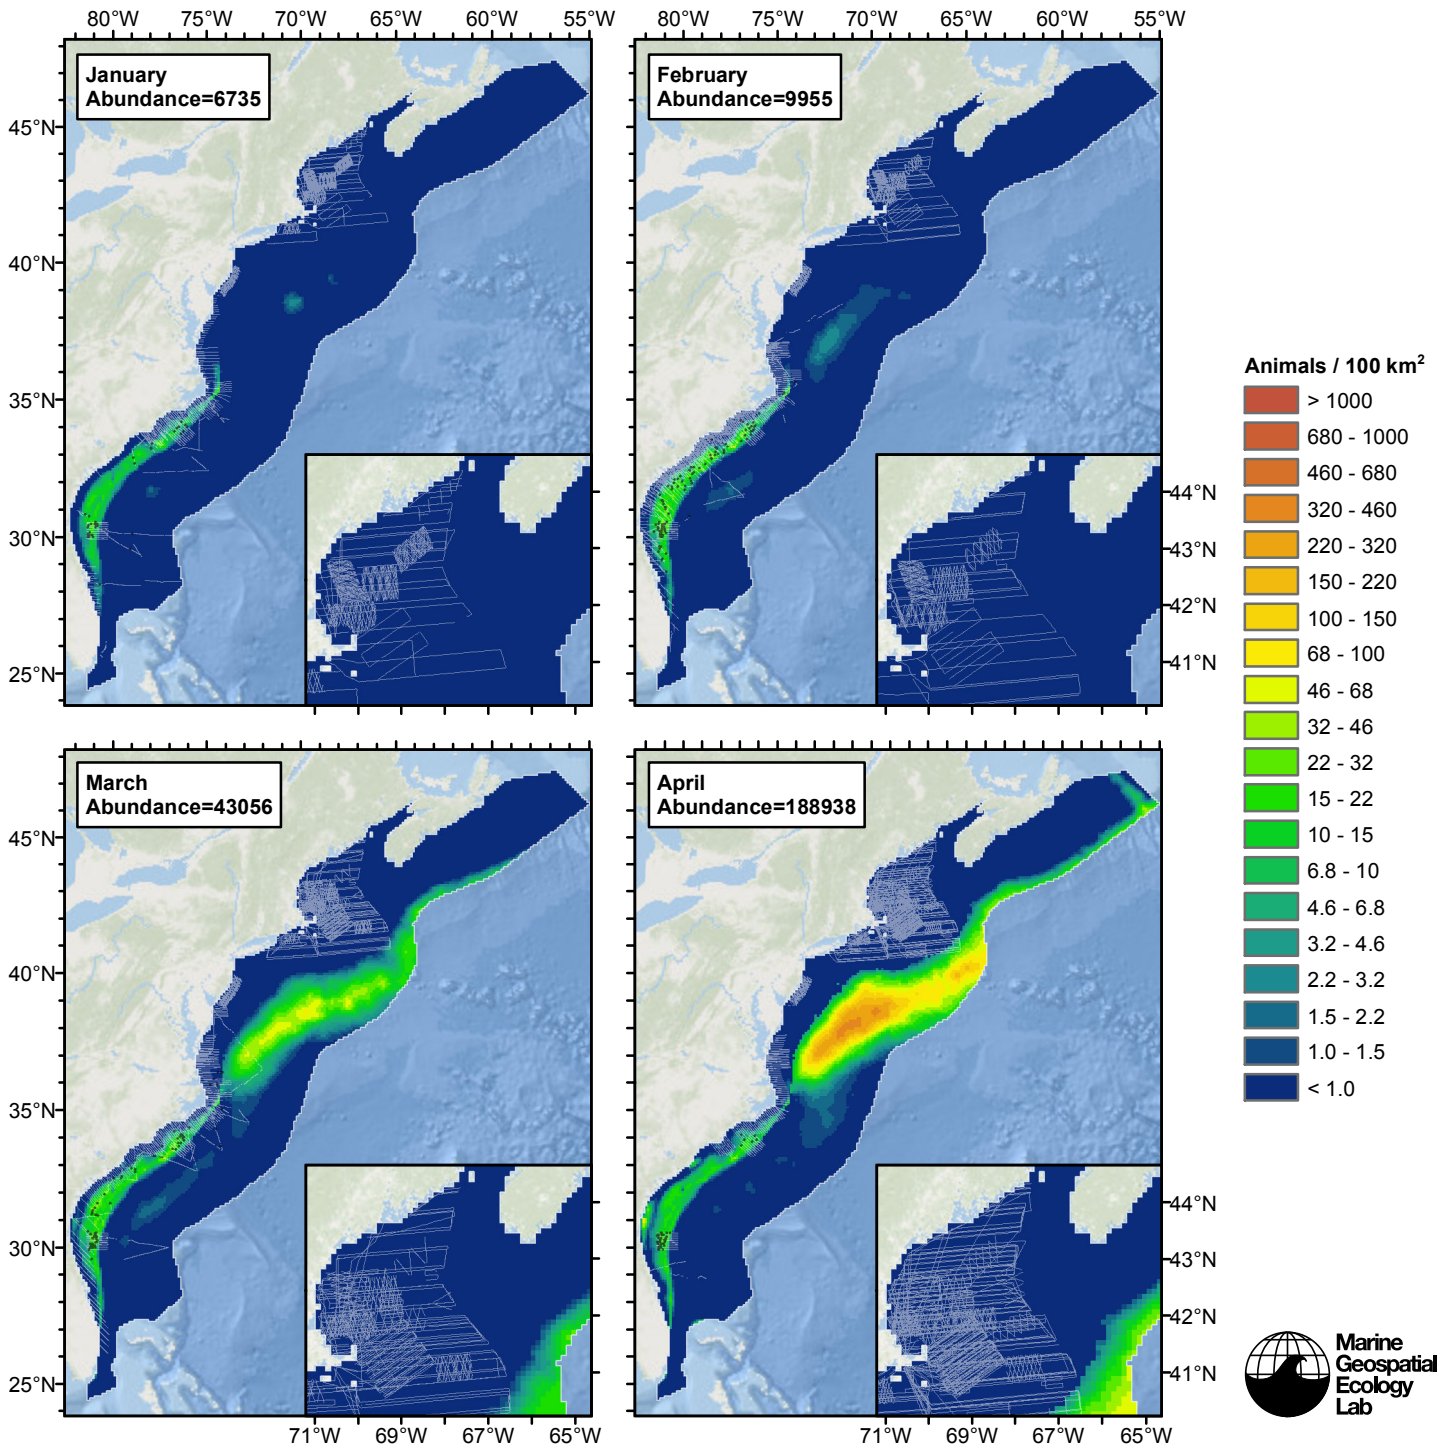 80°W 70°W 65°W 60°W 55°W
80°W 75°W 70°W 65°W 60°W 55°W
January
Abundance=6735
February
Abundance=9955
45°N
40°N
35°N
30°N
25°N
44°N
43°N
42°N
41°N
March
Abundance=43056
April
Abundance=188938
45°N
40°N
35°N
30°N
25°N
44°N
43°N
42°N
41°N
71°W 69°W 67°W 65°W
71°W 69°W 67°W 65°W
Animals / 100 km²
> 1000
680 - 1000
460 - 680
320 - 460
220 - 320
150 - 220
100 - 150
68 - 100
46 - 68
32 - 46
22 - 32
15 - 22
10 - 15
6.8 - 10
4.6 - 6.8
3.2 - 4.6
2.2 - 3.2
1.5 - 2.2
1.0 - 1.5
< 1.0
Marine
Geospatial
Ecology
Lab